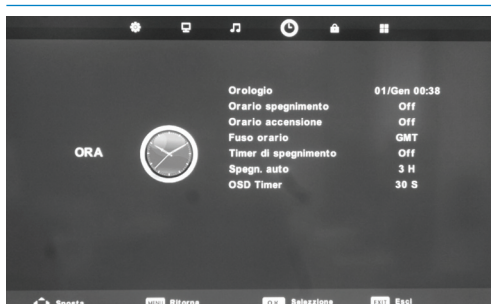 Orologio 01/Gen 00:38
Orario spegnimento Off
Orario accensione Off
Fuso orario GMT
ORA
Timer di spegnimento Off
Spegn. auto 3 H
OSD Timer 30 S
Sposta MENU Ritorna OK Selezzione EXIT Esci